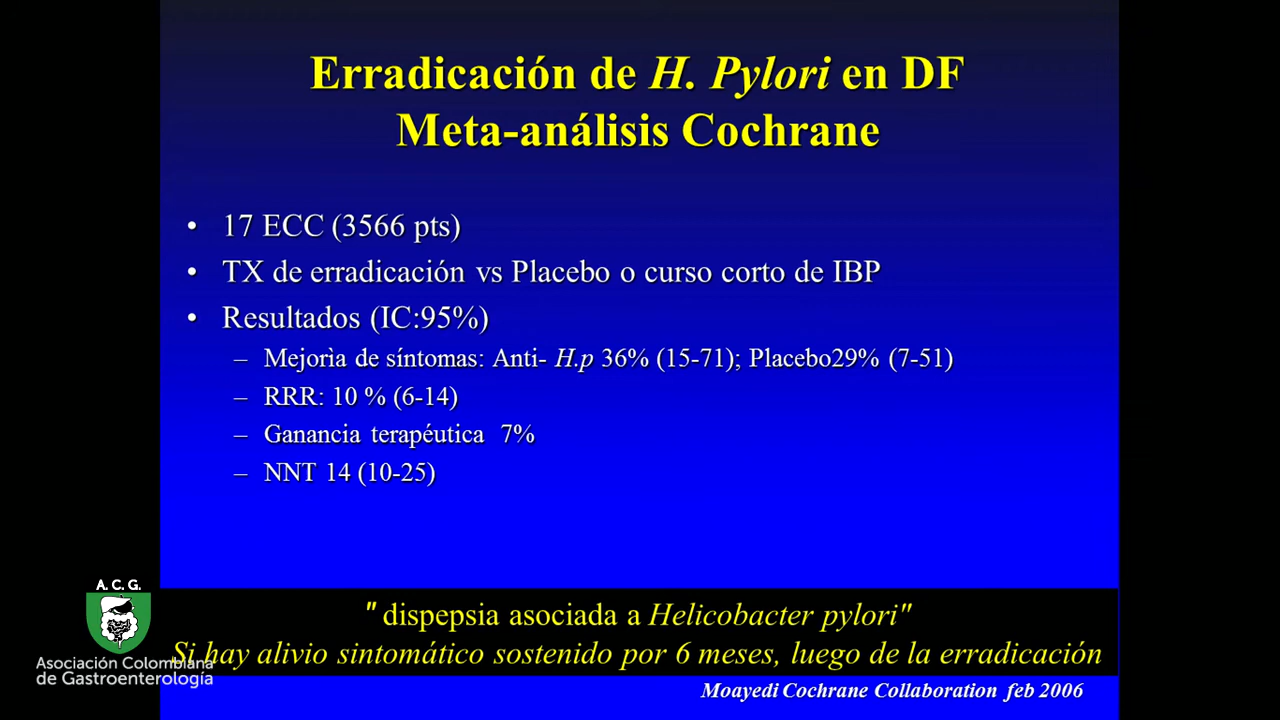 Erradicación de H. Pylori en DF
Meta-análisis Cochrane
• 17 ECC (3566 pts)
• TX de erradicación vs Placebo o curso corto de IBP
• Resultados (IC:95%)
– Mejorìa de síntomas: Anti- H.p 36% (15-71); Placebo29% (7-51)
– RRR: 10 % (6-14)
– Ganancia terapéutica 7%
– NNT 14 (10-25)
A. C. G.
" dispepsia asociada a Helicobacter pylori"
Si hay alivio sintomático sostenido por 6 meses, luego de la erradicación
Asociación Colombiana
de Gastroenterología
Moayedi Cochrane Collaboration feb 2006